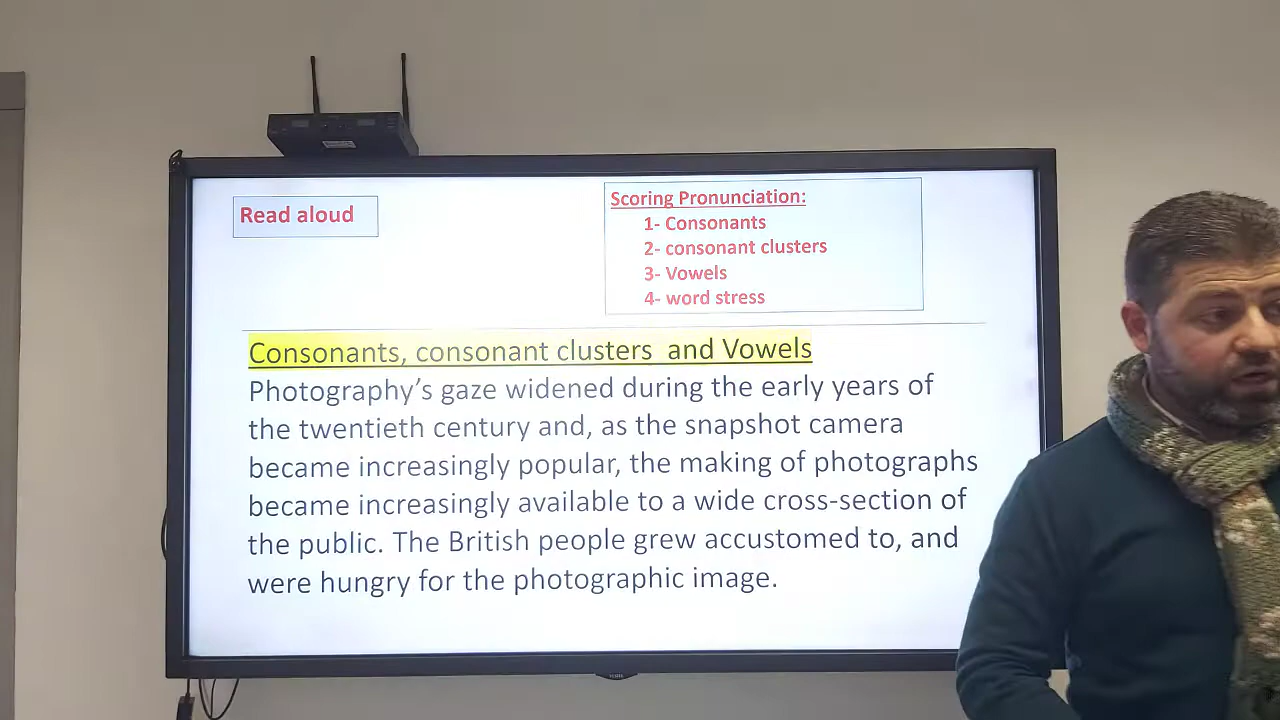 Read aloud
Scoring Pronunciation:
1- Consonants
2- consonant clusters
3- Vowels
4- word stress
Consonants, consonant clusters and Vowels
Photography's gaze widened during the early years of
the twentieth century and, as the snapshot camera
became increasingly popular, the making of photographs
became increasingly available to a wide cross-section of
the public. The British people grew accustomed to, and
were hungry for the photographic image.